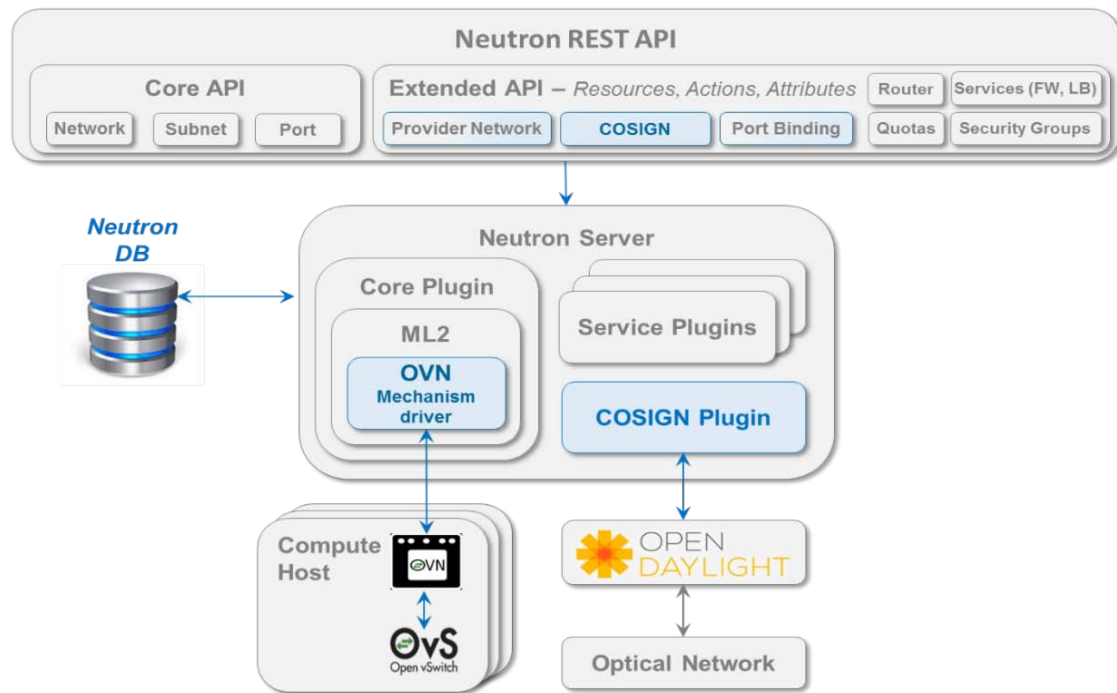 Neutron REST API
Core API
Network
Subnet
Port
Extended API – Resources, Actions, Attributes
Provider Network
COSIGN
Port Binding
Router
Services (FW, LB)
Quotas
Security Groups
Neutron
DB
Neutron Server
Core Plugin
ML2
OVN
Mechanism
driver
Service Plugins
COSIGN Plugin
Compute
Host
OVN
OvS
Open vSwitch
OPEN
DAYLIGHT
Optical Network